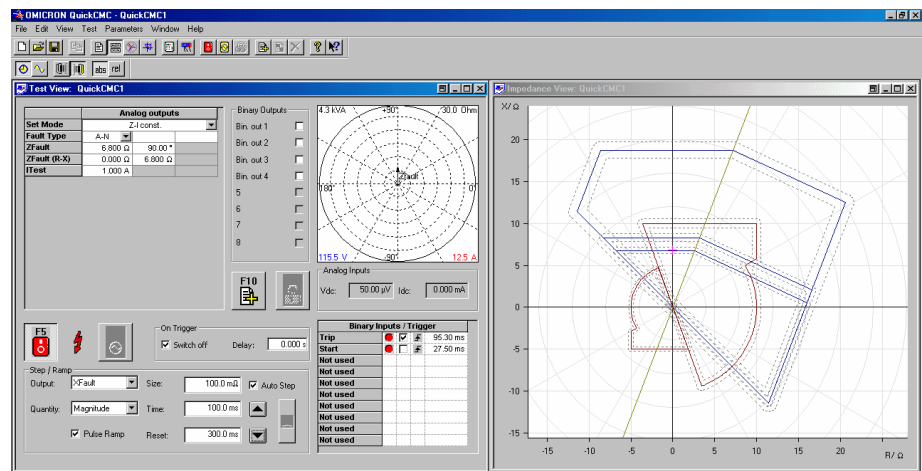 OMICRON QuickCMC - QuickCMC1
File Edit View Test Parameters Window Help
abs rel
Test View: QuickCMC1
Analog outputs
Set Mode Z-I const.
Fault Type A-N
ZFault 6.800 Ω 90.00 °
ZFault (R-X) 0.000 Ω 6.800 Ω
ITest 1.000 A
Binary Outputs
Bin. out 1
Bin. out 2
Bin. out 3
Bin. out 4
5
6
7
8
4.3 kVA +90° 30.0 Ohm
180° ZFault 0°
115.5 V -90° 12.5 A
F10
Analog Inputs
Vdc: 50.00 µV Idc: 0.000 mA
F5
On Trigger
Switch off Delay: 0.000 s
Step / Ramp
Output: XFault Size: 100.0 mΩ Auto Step
Quantity: Magnitude Time: 100.0 ms
Pulse Ramp Reset: 300.0 ms
Binary Inputs / Trigger
Trip 95.30 ms
Start 27.50 ms
Not used
Not used
Not used
Not used
Not used
Not used
Not used
Not used
Impedance View: QuickCMC1
X/Ω
20
15
10
5
0
-5
-10
-15
-15 -10 -5 0 5 10 15 20
R/Ω